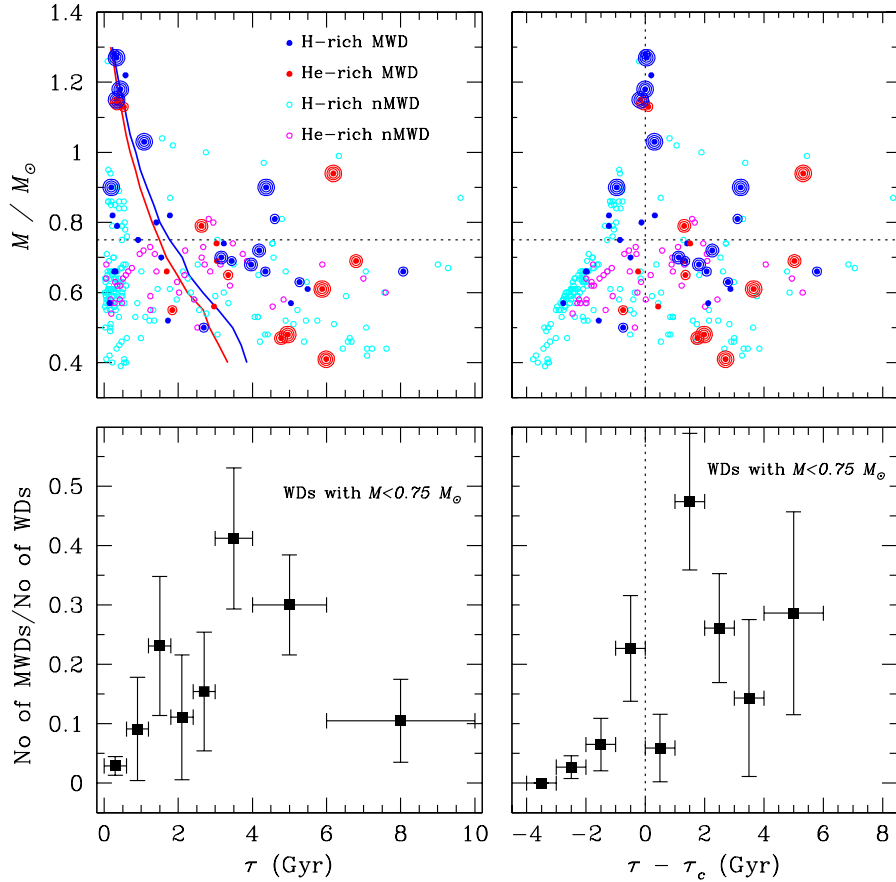 1.4
1.2
1
0.8
0.6
0.4
M / M⊙
H-rich MWD
He-rich MWD
H-rich nMWD
He-rich nMWD
0.5
0.4
0.3
0.2
0.1
0
No of MWDs/No of WDs
WDs with M<0.75 M⊙
WDs with M<0.75 M⊙
0 2 4 6 8 10
−4 −2 0 2 4 6 8
τ (Gyr)
τ − τc (Gyr)